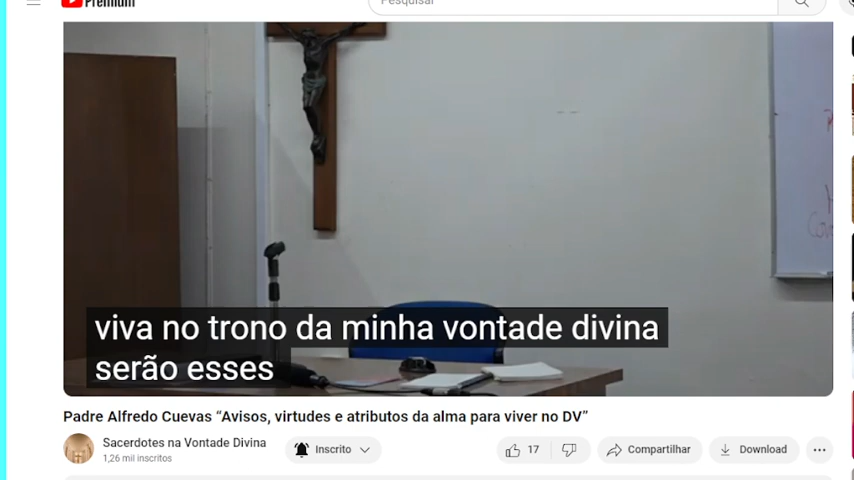 Premium
Pesquisar
viva no trono da minha vontade divina
serão esses
Padre Alfredo Cuevas “Avisos, virtudes e atributos da alma para viver no DV”
Sacerdotes na Vontade Divina
1,26 mil inscritos
Inscrito
17
Compartilhar
Download